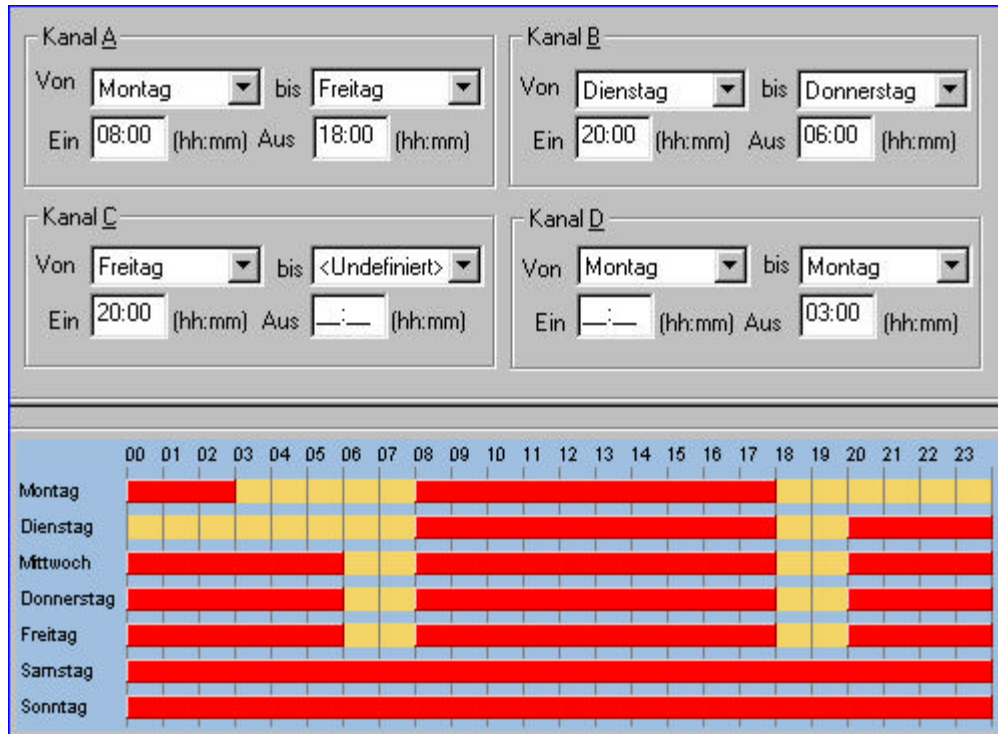 Kanal A
Von Montag bis Freitag
Ein 08:00 (hh:mm) Aus 18:00 (hh:mm)
Kanal B
Von Dienstag bis Donnerstag
Ein 20:00 (hh:mm) Aus 06:00 (hh:mm)
Kanal C
Von Freitag bis <Undefiniert>
Ein 20:00 (hh:mm) Aus __:__ (hh:mm)
Kanal D
Von Montag bis Montag
Ein __:__ (hh:mm) Aus 03:00 (hh:mm)
00 01 02 03 04 05 06 07 08 09 10 11 12 13 14 15 16 17 18 19 20 21 22 23
Montag
Dienstag
Mittwoch
Donnerstag
Freitag
Samstag
Sonntag